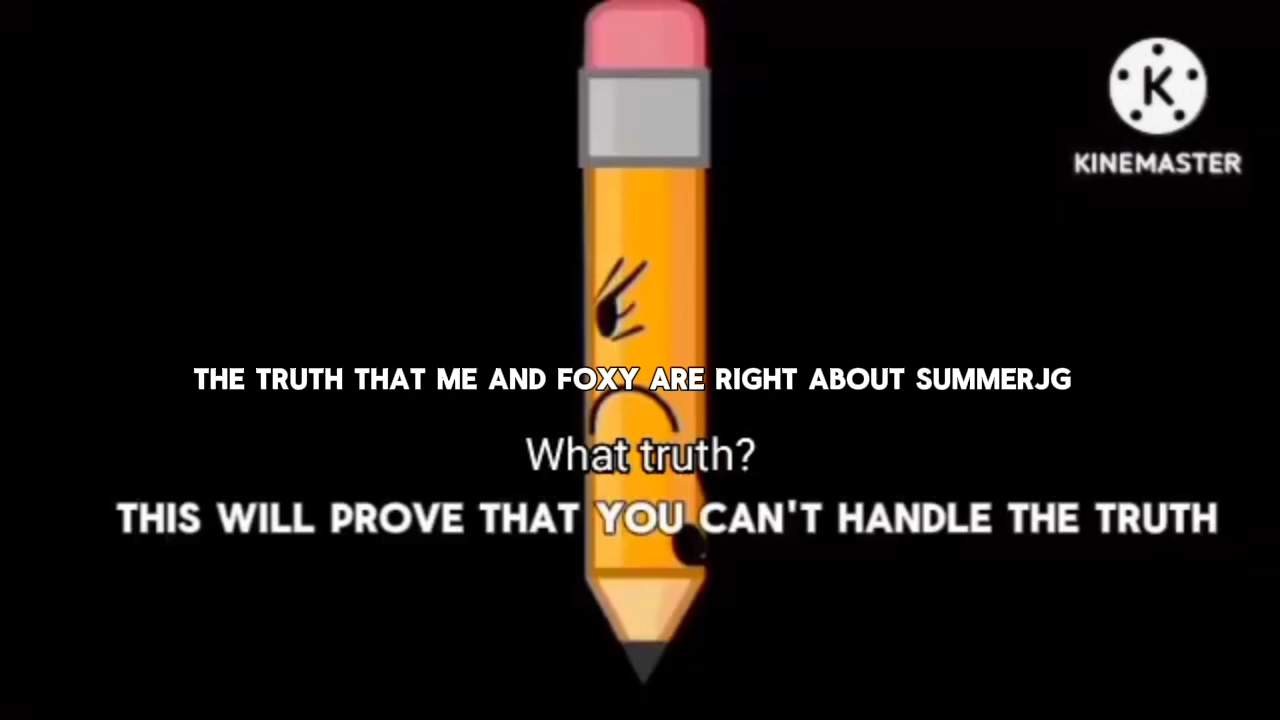 K
KINEMASTER
THE TRUTH THAT ME AND FOXY ARE RIGHT ABOUT SUMMERJG
What truth?
THIS WILL PROVE THAT YOU CAN'T HANDLE THE TRUTH